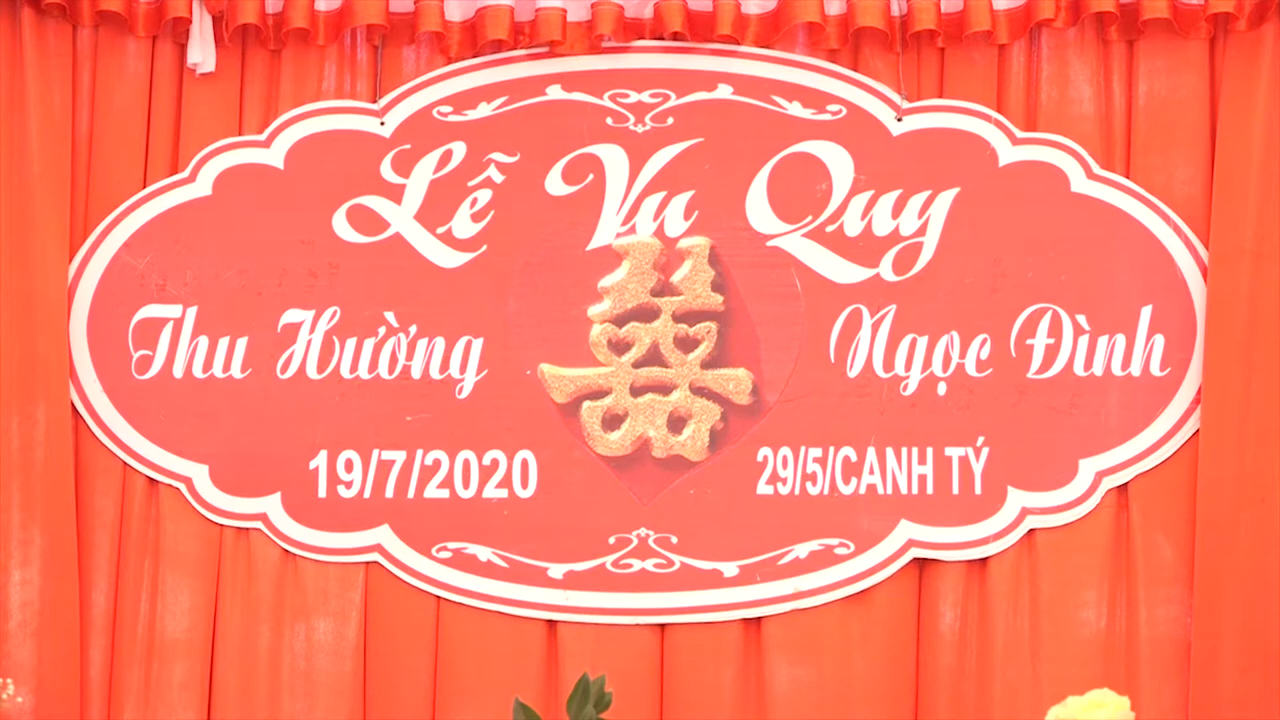 Lễ Vu Quy
囍
Thu Hường Ngọc Đình
19/7/2020 29/5/CANH TÝ